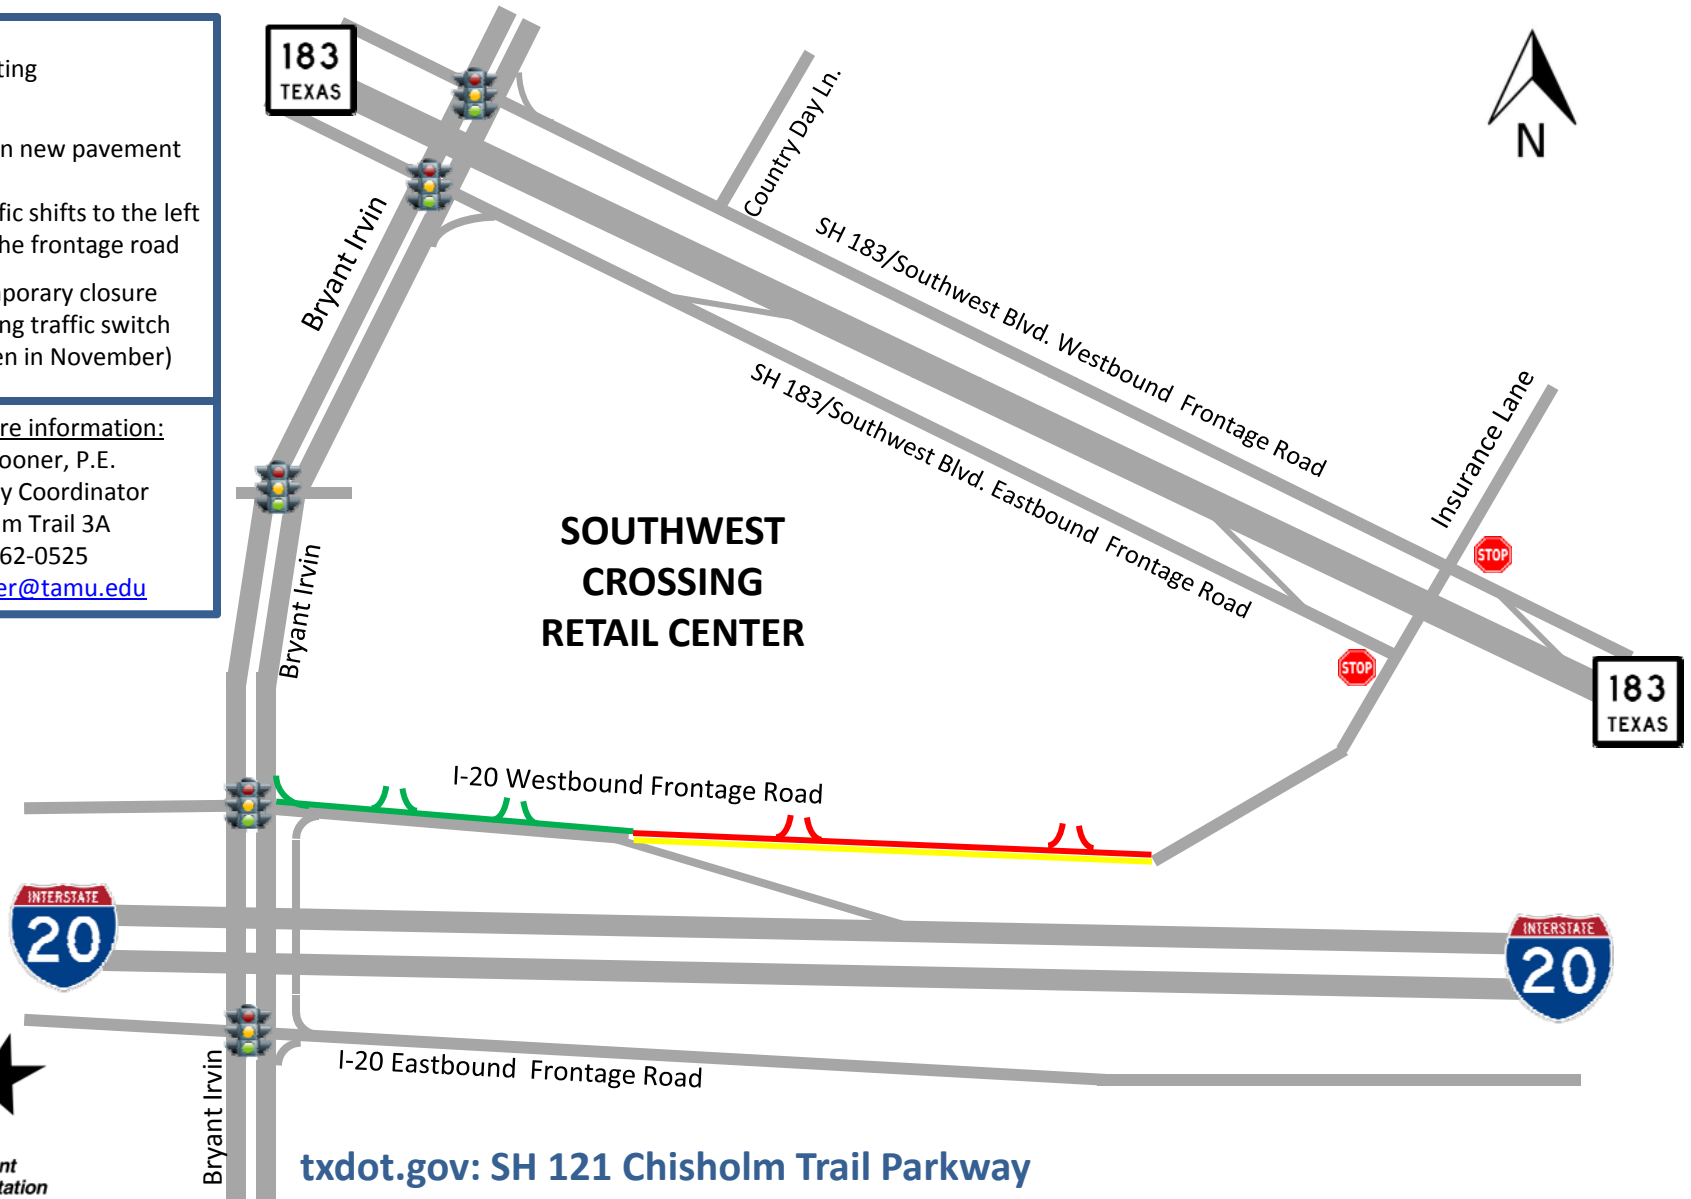 ting
n new pavement
fic shifts to the left
he frontage road
porary closure
ng traffic switch
en in November)
re information:
ooner, P.E.
y Coordinator
m Trail 3A
62-0525
er@tamu.edu
183
TEXAS
Bryant Irvin
Country Day Ln.
N
SH 183/Southwest Blvd. Westbound Frontage Road
SH 183/Southwest Blvd. Eastbound Frontage Road
Insurance Lane
STOP
STOP
183
TEXAS
SOUTHWEST
CROSSING
RETAIL CENTER
Bryant Irvin
I-20 Westbound Frontage Road
INTERSTATE
20
INTERSTATE
20
I-20 Eastbound Frontage Road
Bryant Irvin
nt
tation
txdot.gov: SH 121 Chisholm Trail Parkway